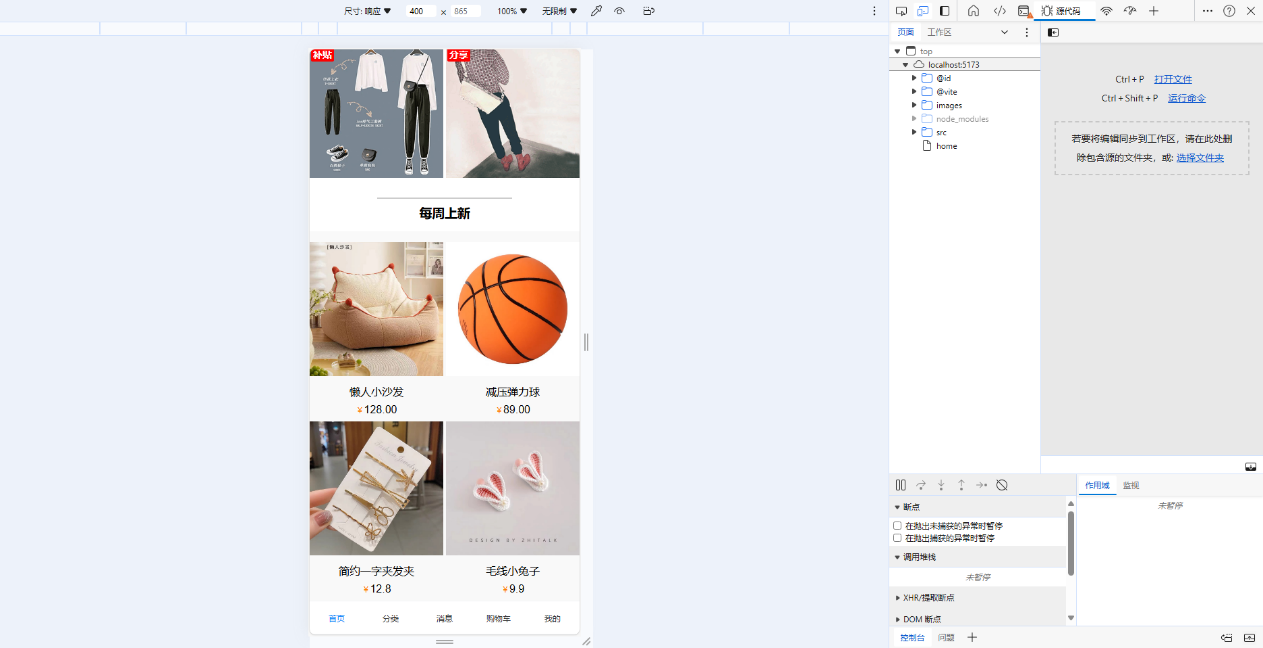 尺寸: 响应
400
×
865
100%
无限制
源代码
页面
工作区
top
localhost:5173
@id
@vite
images
node_modules
src
home
Ctrl + P 打开文件
Ctrl + Shift + P 运行命令
若要将编辑同步到工作区，请在此处删
除包含源的文件夹，或: 选择文件夹
补贴
分享
每周上新
[懒人沙发]
懒人小沙发
¥128.00
减压弹力球
¥89.00
DESIGN BY ZHITALK
简约一字夹发夹
¥12.8
毛线小兔子
¥9.9
首页
分类
消息
购物车
我的
断点
在抛出未捕获的异常时暂停
在抛出捕获的异常时暂停
调用堆栈
未暂停
XHR/提取断点
DOM 断点
作用域
监视
未暂停
控制台
问题